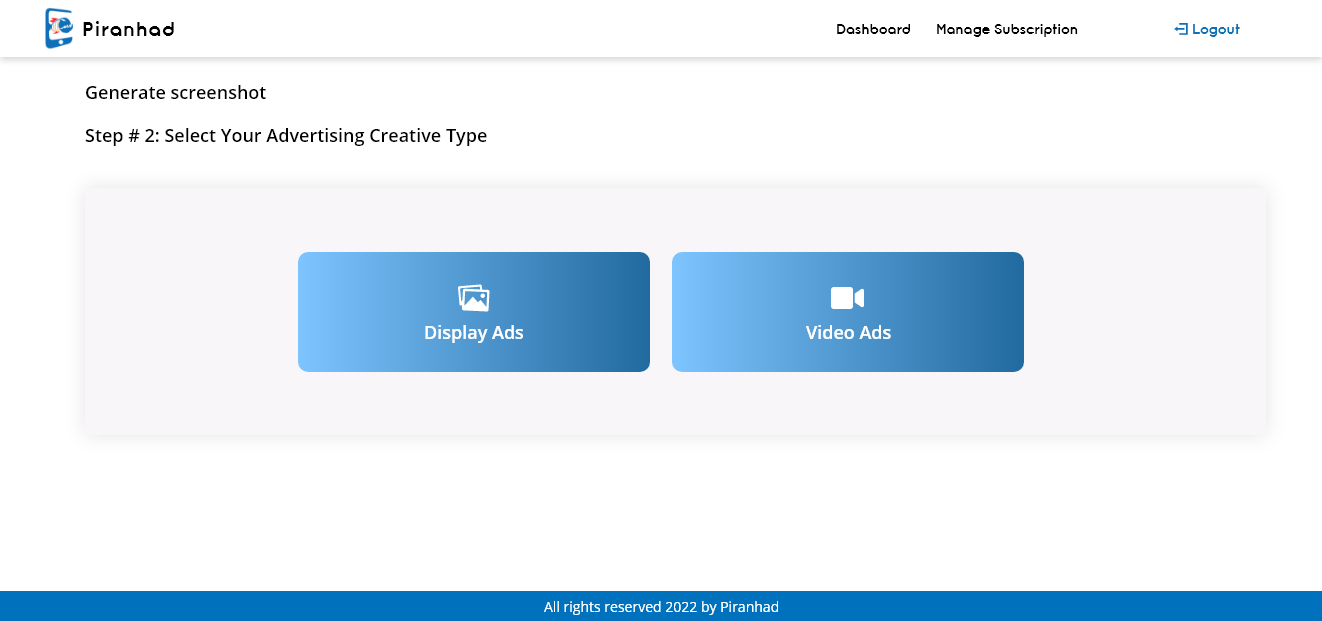 Piranhad
Dashboard
Manage Subscription
Logout
Generate screenshot
Step # 2: Select Your Advertising Creative Type
Display Ads
Video Ads
All rights reserved 2022 by Piranhad